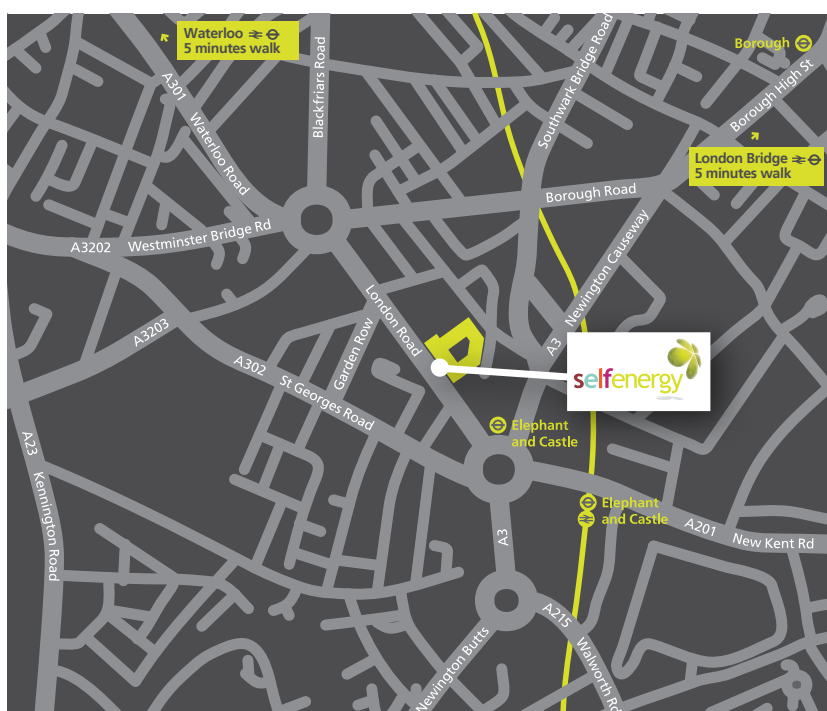 Waterloo
5 minutes walk
Borough
A301 Waterloo Road
Blackfriars Road
Southwark Bridge Road
Borough High St
London Bridge
5 minutes walk
Borough Road
A3202 Westminster Bridge Rd
A3 Newington Causeway
London Road
A3203
Garden Row
A302 St Georges Road
selfenergy
Elephant
and Castle
A23 Kennington Road
Elephant
and Castle
A201 New Kent Rd
A3
A215 Walworth Rd
Newington Butts